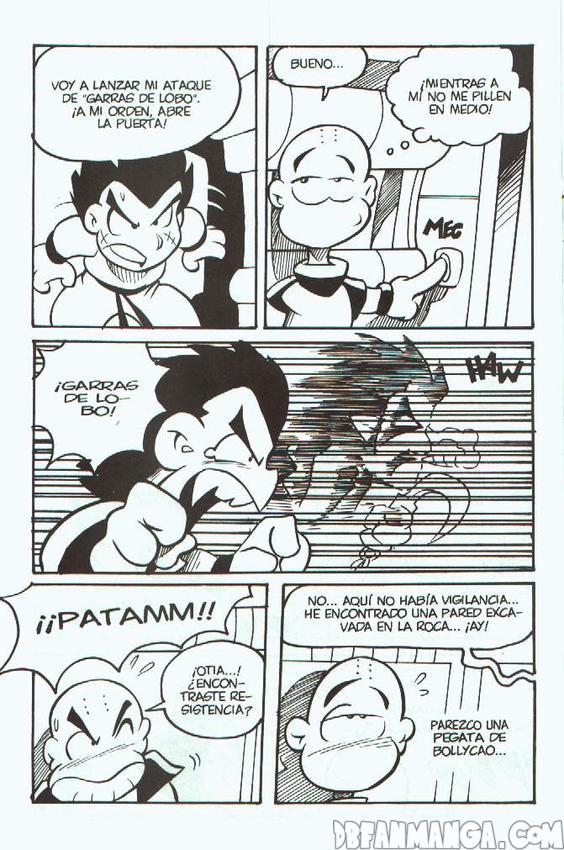 VOY A LANZAR MI ATAQUE
DE "GARRAS DE LOBO".
¡A MI ORDEN, ABRE
LA PUERTA!
BUENO...
¡MIENTRAS A
MÍ NO ME PILLEN
EN MEDIO!
MEC
¡GARRAS
DE LO-
BO!
HAW
¡¡PATAMM!!
¡OTIA...!
¿ENCON-
TRASTE RE-
SISTENCIA?
NO... AQUÍ NO HABÍA VIGILANCIA...
HE ENCONTRADO UNA PARED EXCA-
VADA EN LA ROCA... ¡AY!
PAREZCO UNA
PEGATA DE
BOLLYCAO...
DBFANMANGA.COM